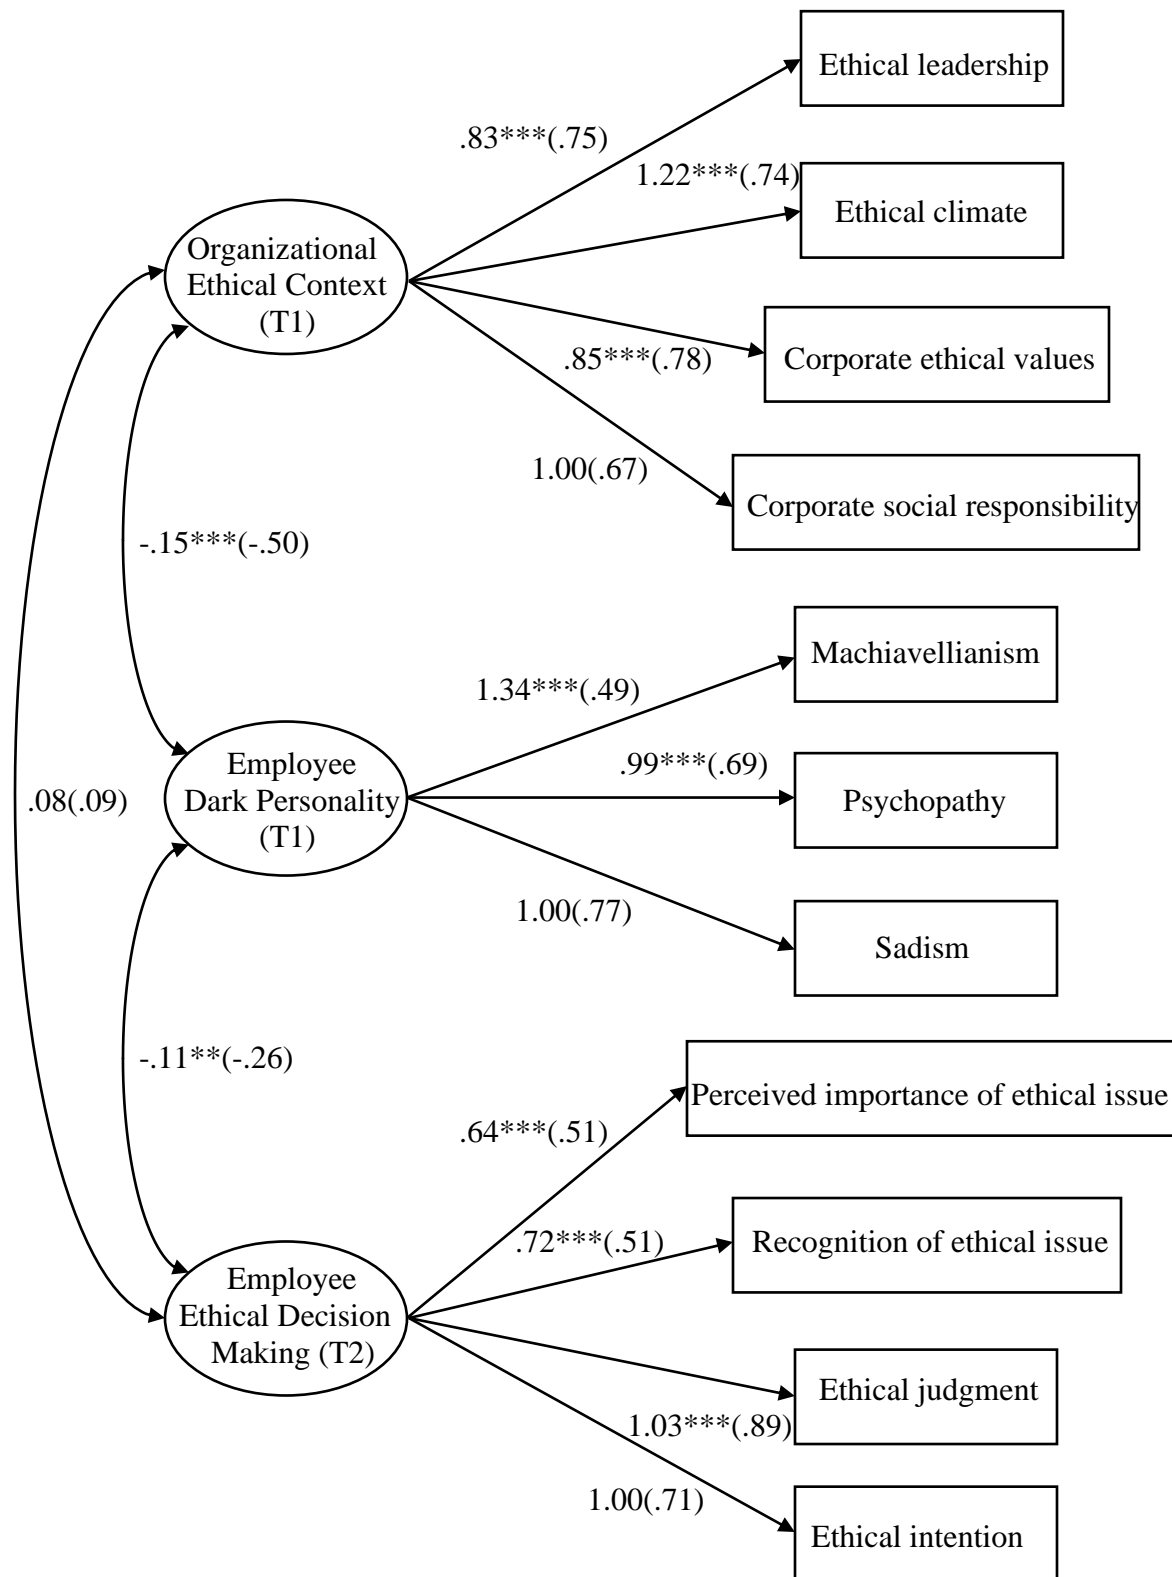 Ethical leadership
.83***(.75)
1.22***(.74)
Ethical climate
Organizational
Ethical Context
(T1)
.85***(.78)
Corporate ethical values
1.00(.67)
Corporate social responsibility
-.15***(-.50)
Machiavellianism
1.34***(.49)
Employee
Dark Personality
(T1)
.99***(.69)
Psychopathy
.08(.09)
1.00(.77)
Sadism
-.11**(-.26)
Perceived importance of ethical issue
.64***(.51)
.72***(.51)
Recognition of ethical issue
Employee
Ethical Decision
Making (T2)
Ethical judgment
1.03***(.89)
1.00(.71)
Ethical intention